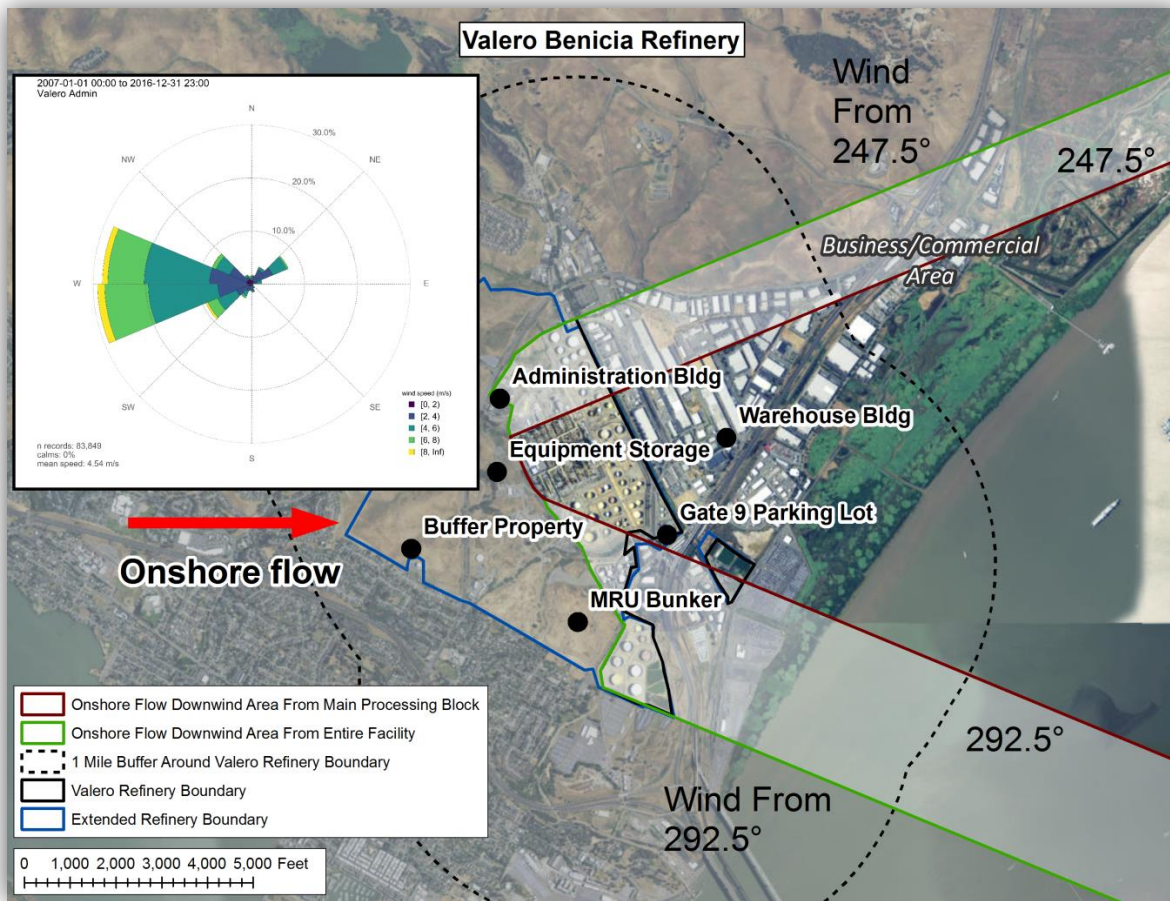 Valero Benicia Refinery
2007-01-01 00:00 to 2016-12-31 23:00
Valero Admin
N
30.0%
NW
NE
20.0%
10.0%
W
E
SW
SE
S
wind speed (m/s)
[0, 2)
[2, 4)
[4, 6)
[6, 8)
[8, Inf)
n records: 83,849
calms: 0%
mean speed: 4.54 m/s
Wind
From
247.5°
247.5°
Business/Commercial
Area
Administration Bldg
Warehouse Bldg
Equipment Storage
Gate 9 Parking Lot
Buffer Property
Onshore flow
MRU Bunker
292.5°
Wind From
292.5°
Onshore Flow Downwind Area From Main Processing Block
Onshore Flow Downwind Area From Entire Facility
1 Mile Buffer Around Valero Refinery Boundary
Valero Refinery Boundary
Extended Refinery Boundary
0 1,000 2,000 3,000 4,000 5,000 Feet